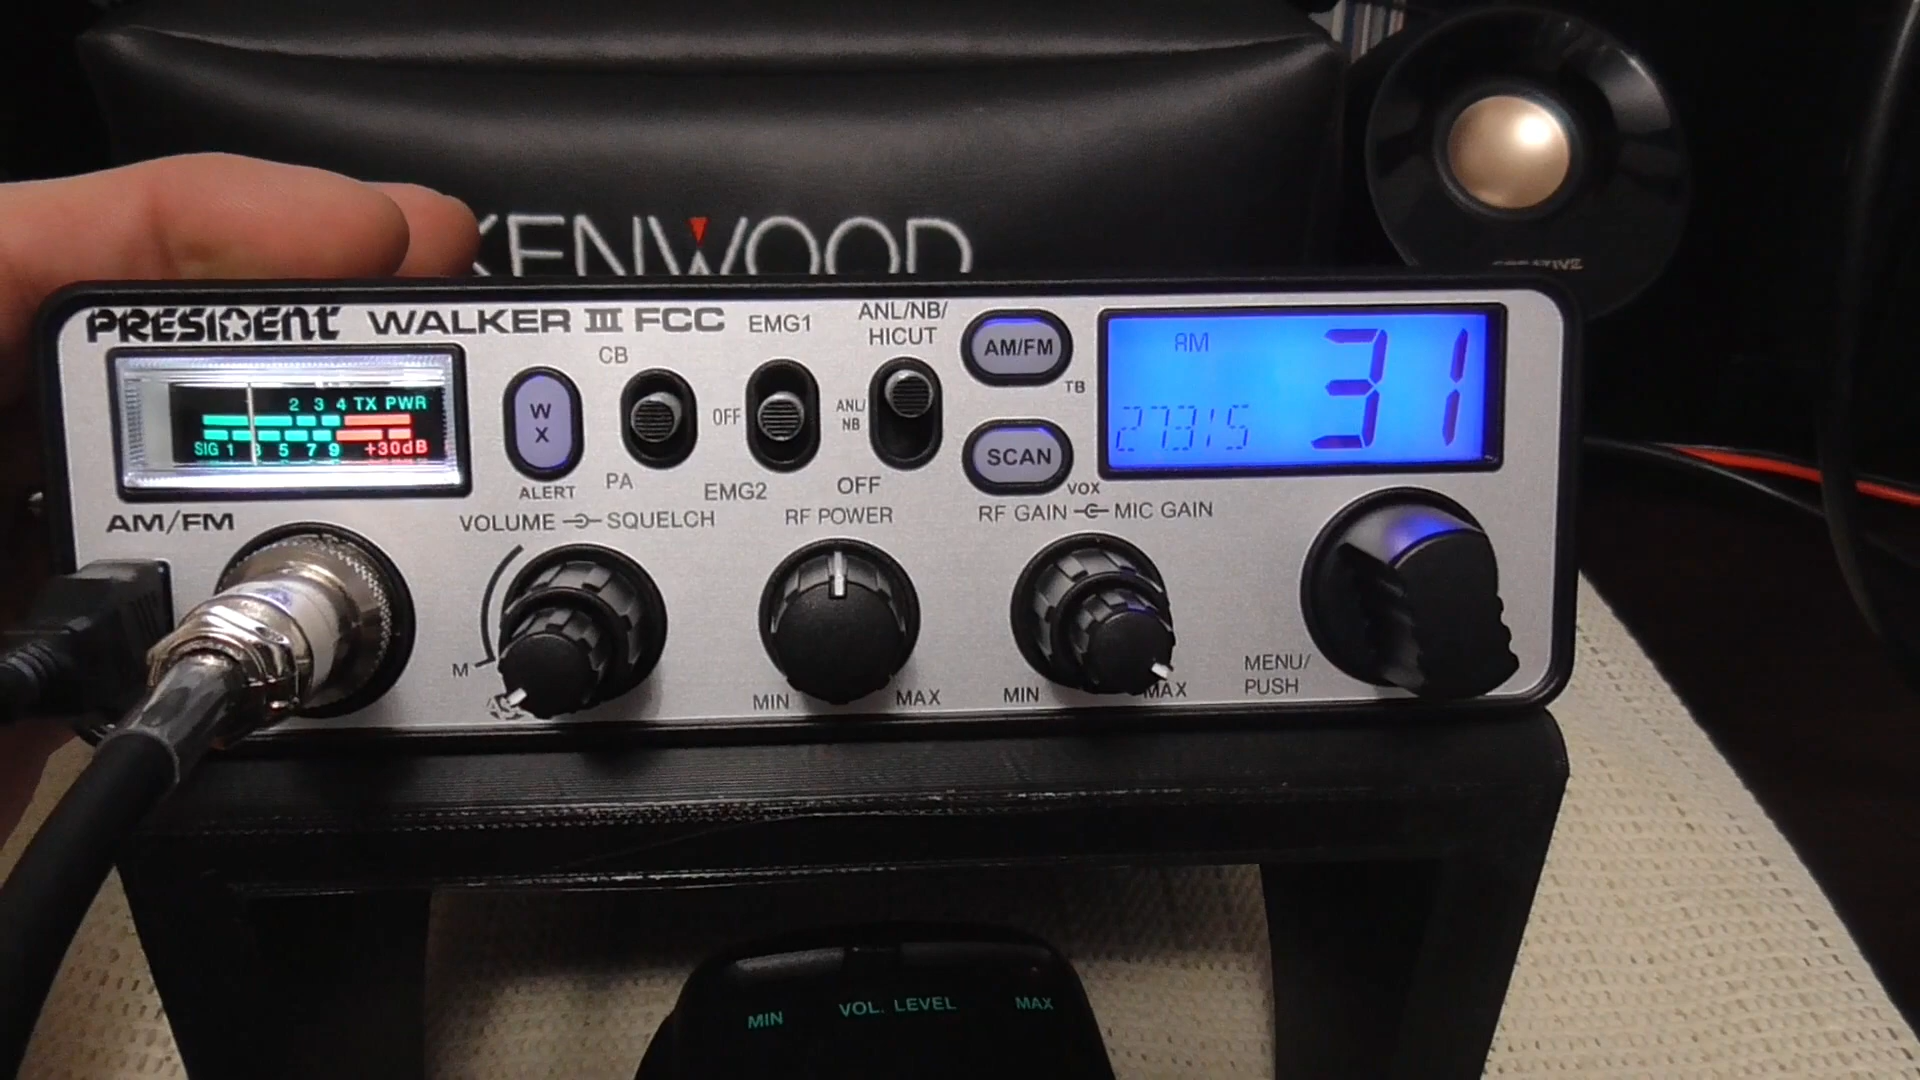 KENWOOD
CREATIVE
PRESIDENT WALKER III FCC
EMG1
ANL/NB/
HICUT
CB
AM/FM
TB
AM
31
27.315
2 3 4 TX PWR
SIG 1 3 5 7 9 +30dB
W
X
OFF
ANL/
NB
SCAN
ALERT
PA
EMG2
OFF
VOX
AM/FM
VOLUME SQUELCH
RF POWER
RF GAIN MIC GAIN
M
MIN
MAX
MIN
MAX
MENU/
PUSH
MIN
VOL. LEVEL
MAX